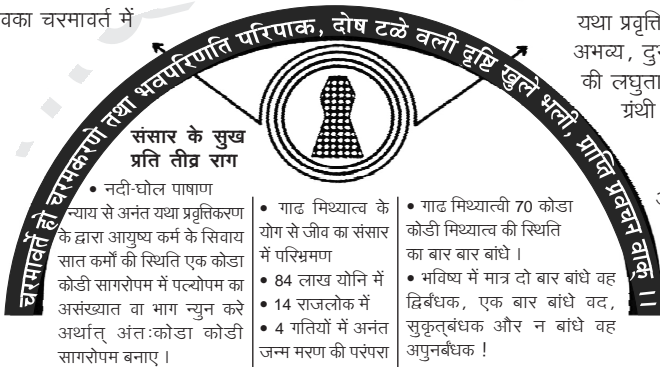 वका चरमावर्त में
यथा प्रवृत्ति
अभव्य, दु
की लघुता
ग्रंथी
चरमावर्ते हो चरमकरणे तथा भवपरिणति परिपाक, दोष टळे वली दृष्टि खुले भली, प्राप्ति प्रवचन वाक् ।।
संसार के सुख
प्रति तीव्र राग
• नदी-घोल पाषाण
न्याय से अनंत यथा प्रवृत्तिकरण
के द्वारा आयुष्य कर्म के सिवाय
सात कर्मों की स्थिति एक कोडा
कोडी सागरोपम में पल्योपम का
असंख्यात वा भाग न्युन करे
अर्थात् अंतःकोडा कोडी
सागरोपम बनाए ।
• गाढ मिथ्यात्व के
योग से जीव का संसार
में परिभ्रमण
• 84 लाख योनि में
• 14 राजलोक में
• 4 गतियों में अनंत
जन्म मरण की परंपरा
• गाढ मिथ्यात्वी 70 कोडा
कोडी मिथ्यात्व की स्थिति
का बार बार बांधे ।
• भविष्य में मात्र दो बार बांधे वह
द्विर्बंधक, एक बार बांधे वद,
सुकृत्बंधक और न बांधे वह
अपुनर्बंधक !